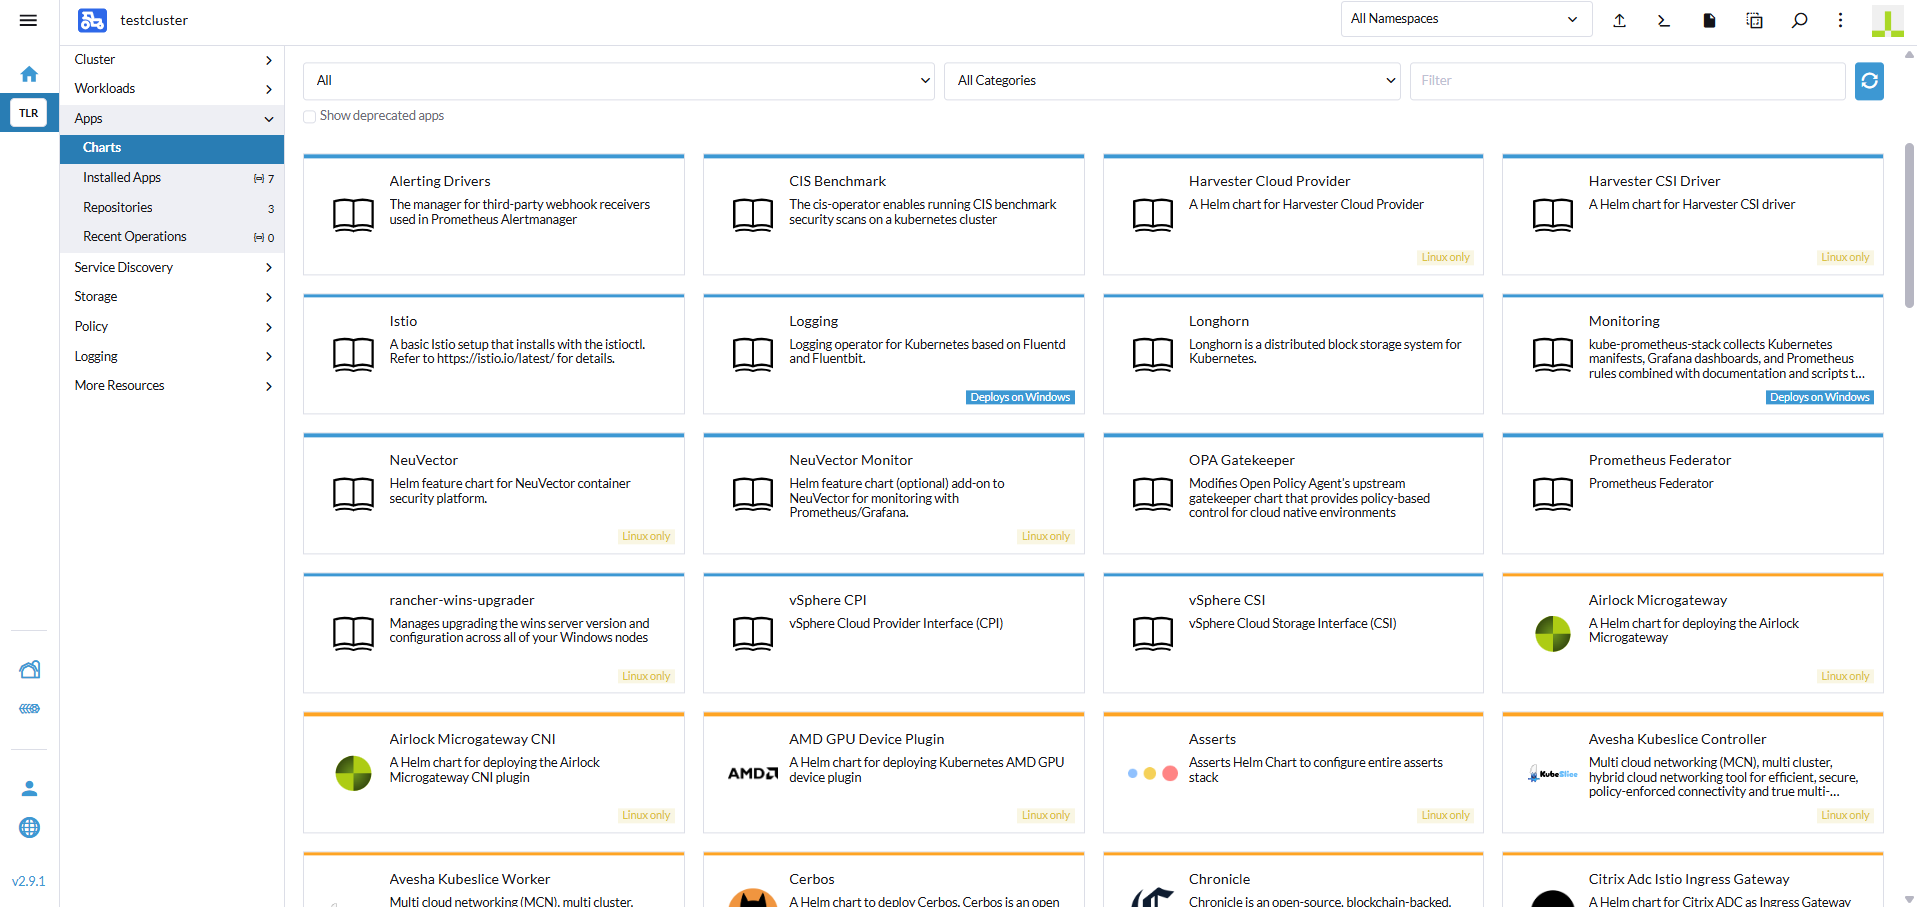 testcluster
All Namespaces
TLR
Cluster
Workloads
Apps
Charts
Installed Apps
7
Repositories
3
Recent Operations
0
Service Discovery
Storage
Policy
Logging
More Resources
v2.9.1
All
All Categories
Filter
Show deprecated apps
Alerting Drivers
The manager for third-party webhook receivers
used in Prometheus Alertmanager
CIS Benchmark
The cis-operator enables running CIS benchmark
security scans on a kubernetes cluster
Harvester Cloud Provider
A Helm chart for Harvester Cloud Provider
Linux only
Harvester CSI Driver
A Helm chart for Harvester CSI driver
Linux only
Istio
A basic Istio setup that installs with the istioctl.
Refer to https://istio.io/latest/ for details.
Logging
Logging operator for Kubernetes based on Fluentd
and Fluentbit.
Deploys on Windows
Longhorn
Longhorn is a distributed block storage system for
Kubernetes.
Monitoring
kube-prometheus-stack collects Kubernetes
manifests, Grafana dashboards, and Prometheus
rules combined with documentation and scripts t...
Deploys on Windows
NeuVector
Helm feature chart for NeuVector container
security platform.
Linux only
NeuVector Monitor
Helm feature chart (optional) add-on to
NeuVector for monitoring with
Prometheus/Grafana.
Linux only
OPA Gatekeeper
Modifies Open Policy Agent's upstream
gatekeeper chart that provides policy-based
control for cloud native environments
Prometheus Federator
Prometheus Federator
rancher-wins-upgrader
Manages upgrading the wins server version and
configuration across all of your Windows nodes
Linux only
vSphere CPI
vSphere Cloud Provider Interface (CPI)
vSphere CSI
vSphere Cloud Storage Interface (CSI)
Airlock Microgateway
A Helm chart for deploying the Airlock
Microgateway
Linux only
Airlock Microgateway CNI
A Helm chart for deploying the Airlock
Microgateway CNI plugin
Linux only
AMD
AMD GPU Device Plugin
A Helm chart for deploying Kubernetes AMD GPU
device plugin
Linux only
Asserts
Asserts Helm Chart to configure entire asserts
stack
Linux only
KubeSlice
Avesha Kubeslice Controller
Multi cloud networking (MCN), multi cluster,
hybrid cloud networking tool for efficient, secure,
policy-enforced connectivity and true multi-...
Linux only
Avesha Kubeslice Worker
Multi cloud networking (MCN), multi cluster,
Cerbos
A Helm chart to deploy Cerbos. Cerbos is an open
Chronicle
Chronicle is an open-source, blockchain-backed,
Citrix Adc Istio Ingress Gateway
A Helm chart for Citrix ADC as Ingress Gateway